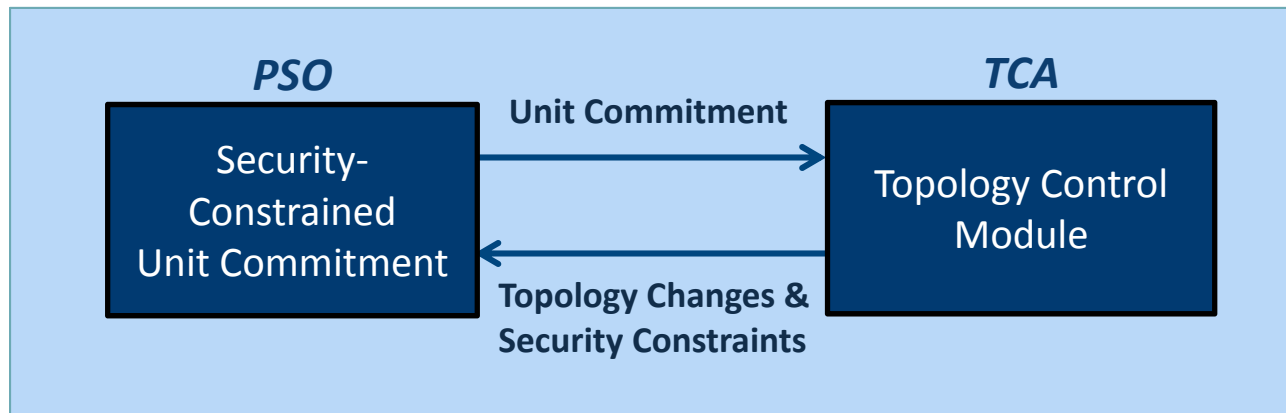 PSO
TCA
Security-
Constrained
Unit Commitment
Unit Commitment
Topology Changes &
Security Constraints
Topology Control
Module